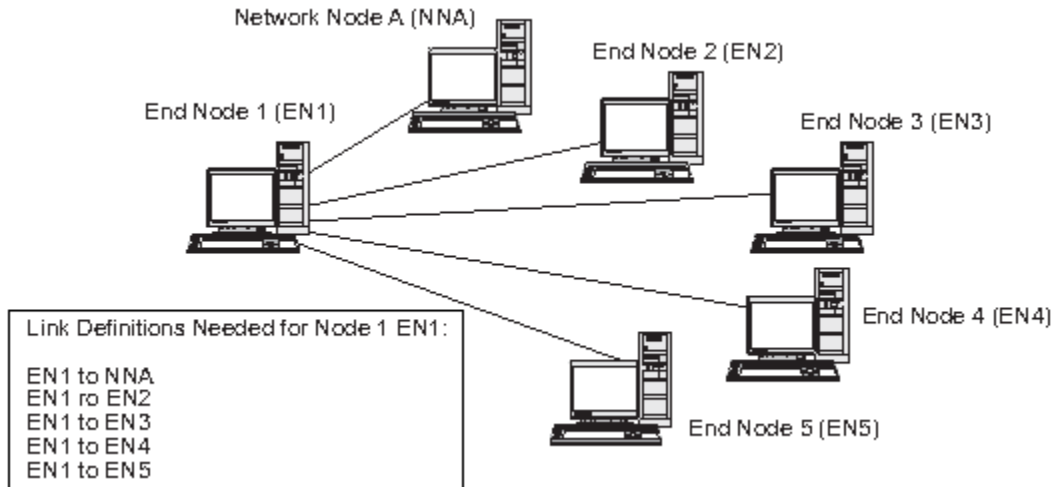 Network Node A (NNA)
End Node 2 (EN2)
End Node 1 (EN1)
End Node 3 (EN3)
End Node 4 (EN4)
End Node 5 (EN5)
Link Definitions Needed for Node 1 EN1:
EN1 to NNA
EN1 ro EN2
EN1 to EN3
EN1 to EN4
EN1 to EN5